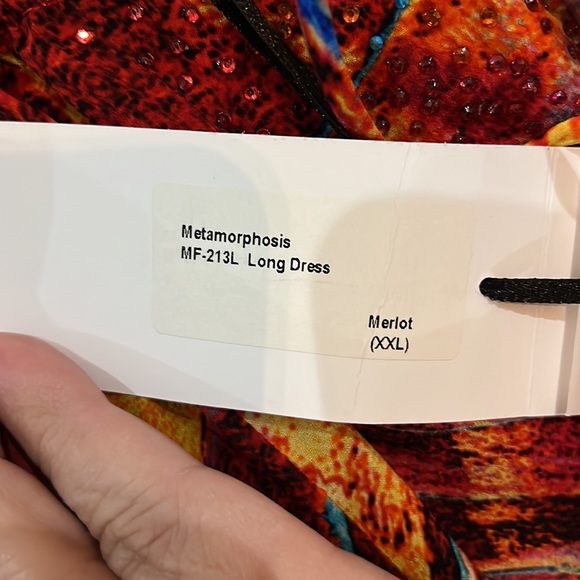 Metamorphosis
MF-213L Long Dress
Merlot
(XXL)